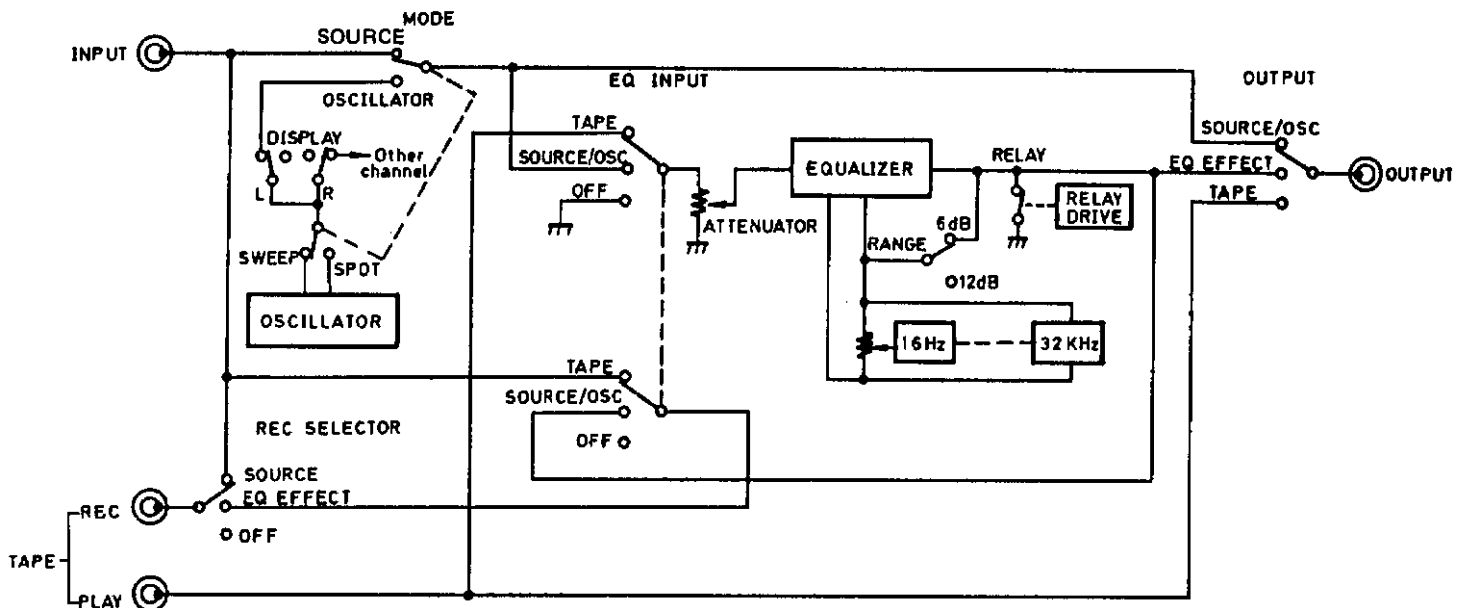 MODE
SOURCE
INPUT
OSCILLATOR
DISPLAY
Other
channel
L
R
SWEEP
SPOT
OSCILLATOR
EQ INPUT
TAPE
SOURCE/OSC
OFF
ATTENUATOR
EQUALIZER
RELAY
RELAY
DRIVE
6dB
RANGE
12dB
16Hz
32KHz
OUTPUT
SOURCE/OSC
EQ EFFECT
TAPE
OUTPUT
TAPE
SOURCE/OSC
OFF
REC SELECTOR
SOURCE
EQ EFFECT
OFF
REC
TAPE
PLAY